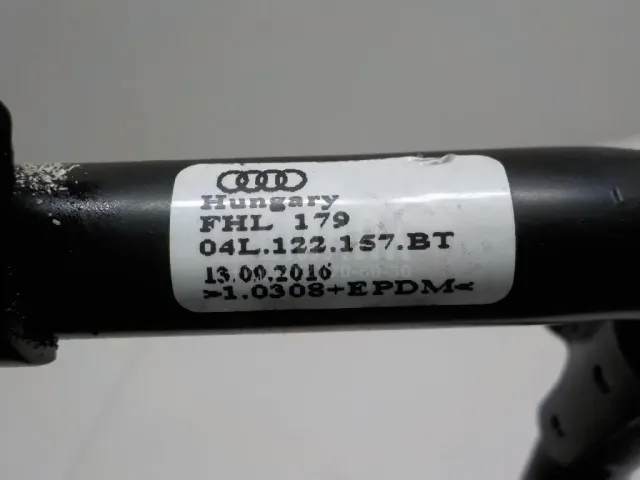 Hungary
FHL 179
04L.122.157.BT
13.09.2016
>1.0308+EPDM<